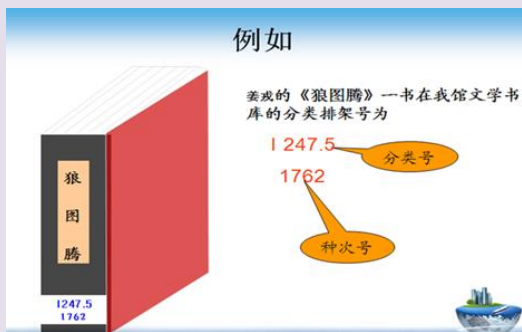 例如
姜戎的《狼图腾》一书在我馆文学书
库的分类排架号为
I 247.5
分类号
1762
种次号
狼
图
腾
I247.5
1762